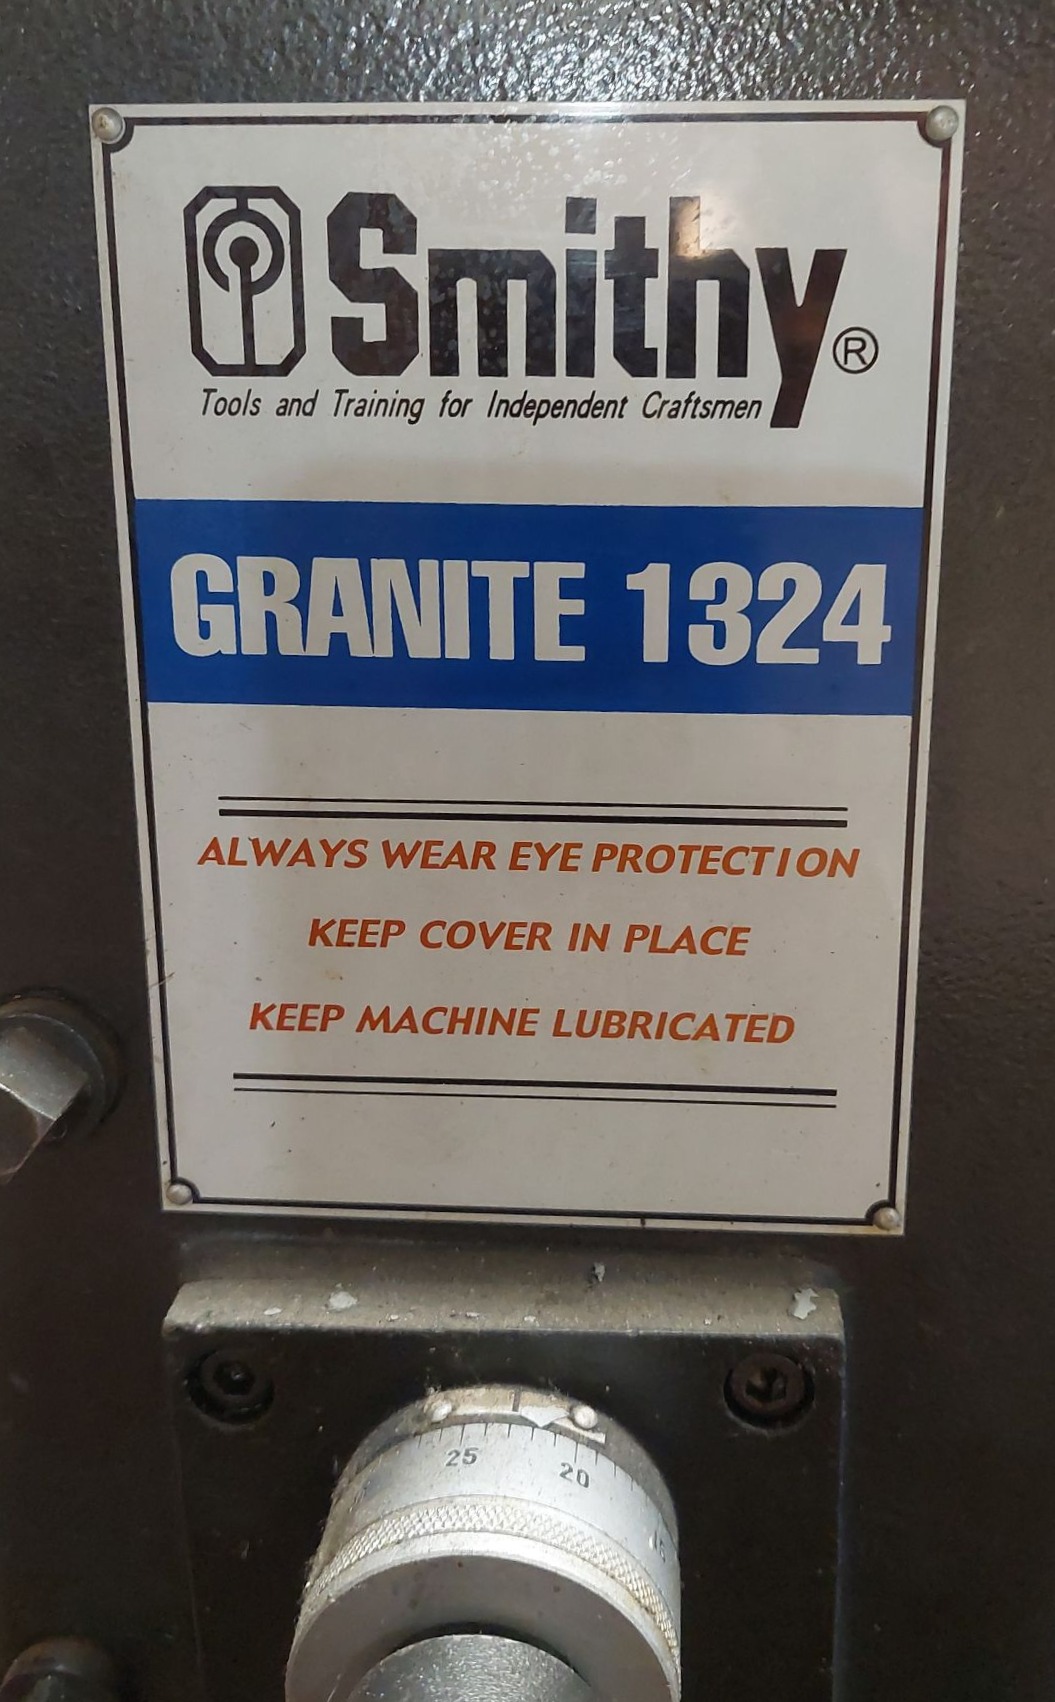 Smithy®
Tools and Training for Independent Craftsmen
GRANITE 1324
ALWAYS WEAR EYE PROTECTION
KEEP COVER IN PLACE
KEEP MACHINE LUBRICATED
25 20